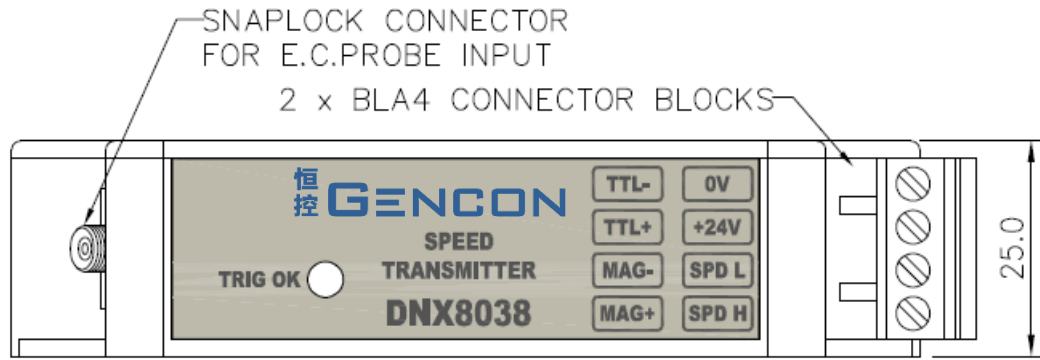 SNAPLOCK CONNECTOR
FOR E.C.PROBE INPUT
2 x BLA4 CONNECTOR BLOCKS
恒控 GENCON
SPEED
TRANSMITTER
DNX8038
TRIG OK
TTL- 0V
TTL+ +24V
MAG- SPD L
MAG+ SPD H
25.0